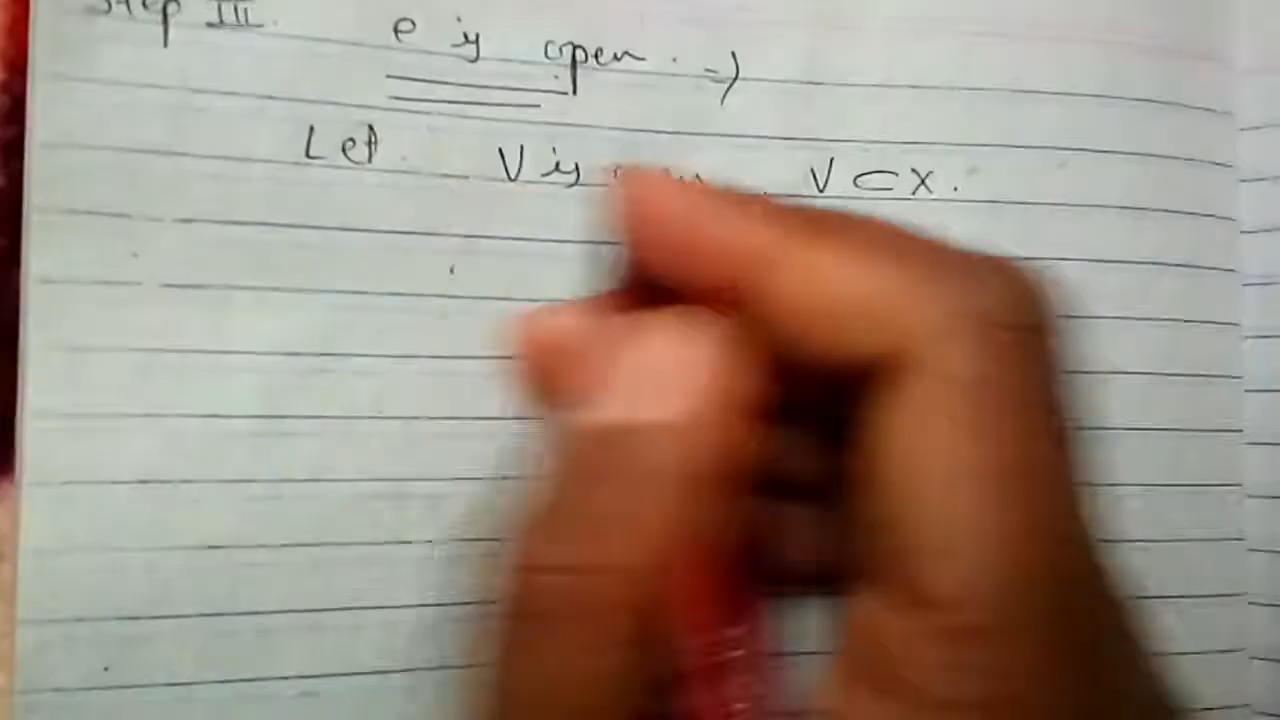 Step III. e is open. ⇒
Let V is V ⊂ X.